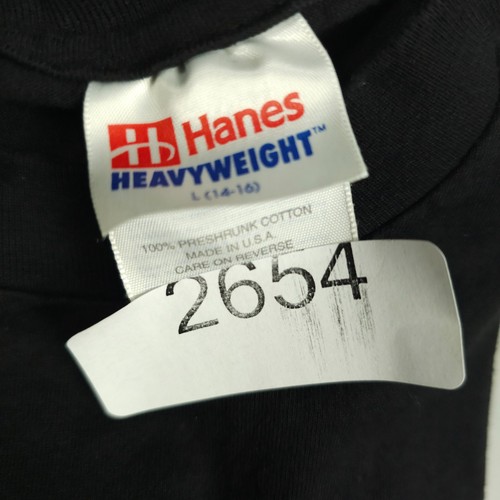 Hanes
HEAVYWEIGHT™
L (14-16)
100% PRESHRUNK COTTON
MADE IN U.S.A.
CARE ON REVERSE
2654